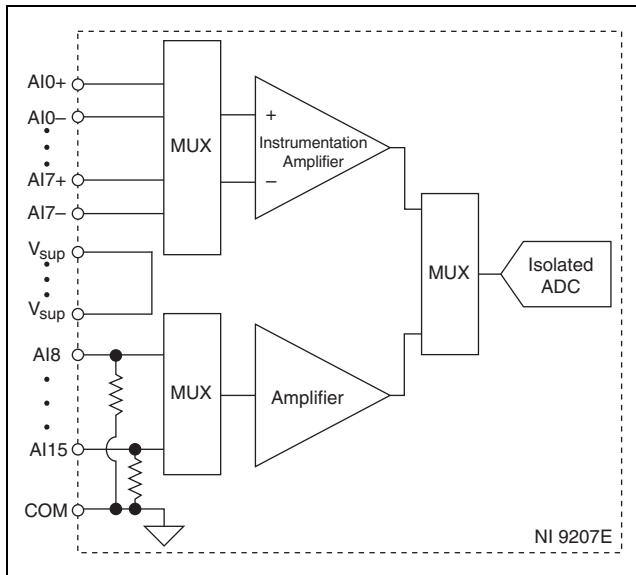 AI0+
AI0–
AI7+
AI7–
MUX
+
Instrumentation
Amplifier
–
Vsup
Vsup
MUX
Isolated
ADC
AI8
AI15
COM
MUX
Amplifier
NI 9207E